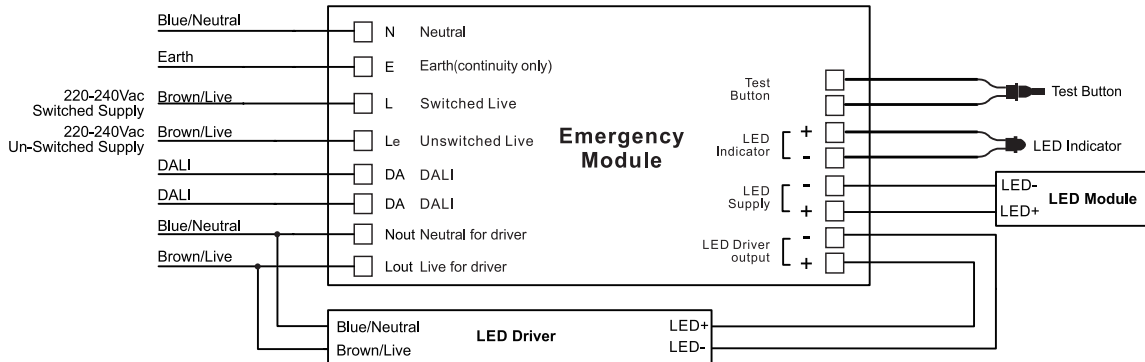 Blue/Neutral
N Neutral
Earth
E Earth(continuity only)
220-240Vac
Switched Supply
Brown/Live
L Switched Live
220-240Vac
Un-Switched Supply
Brown/Live
Le Unswitched Live
DALI
DA DALI
DALI
DA DALI
Blue/Neutral
Nout Neutral for driver
Brown/Live
Lout Live for driver
Emergency
Module
Test
Button
Test Button
LED
Indicator
+
-
LED Indicator
LED
Supply
-
+
LED-
LED+
LED Module
LED Driver
output
-
+
Blue/Neutral
Brown/Live
LED Driver
LED+
LED-